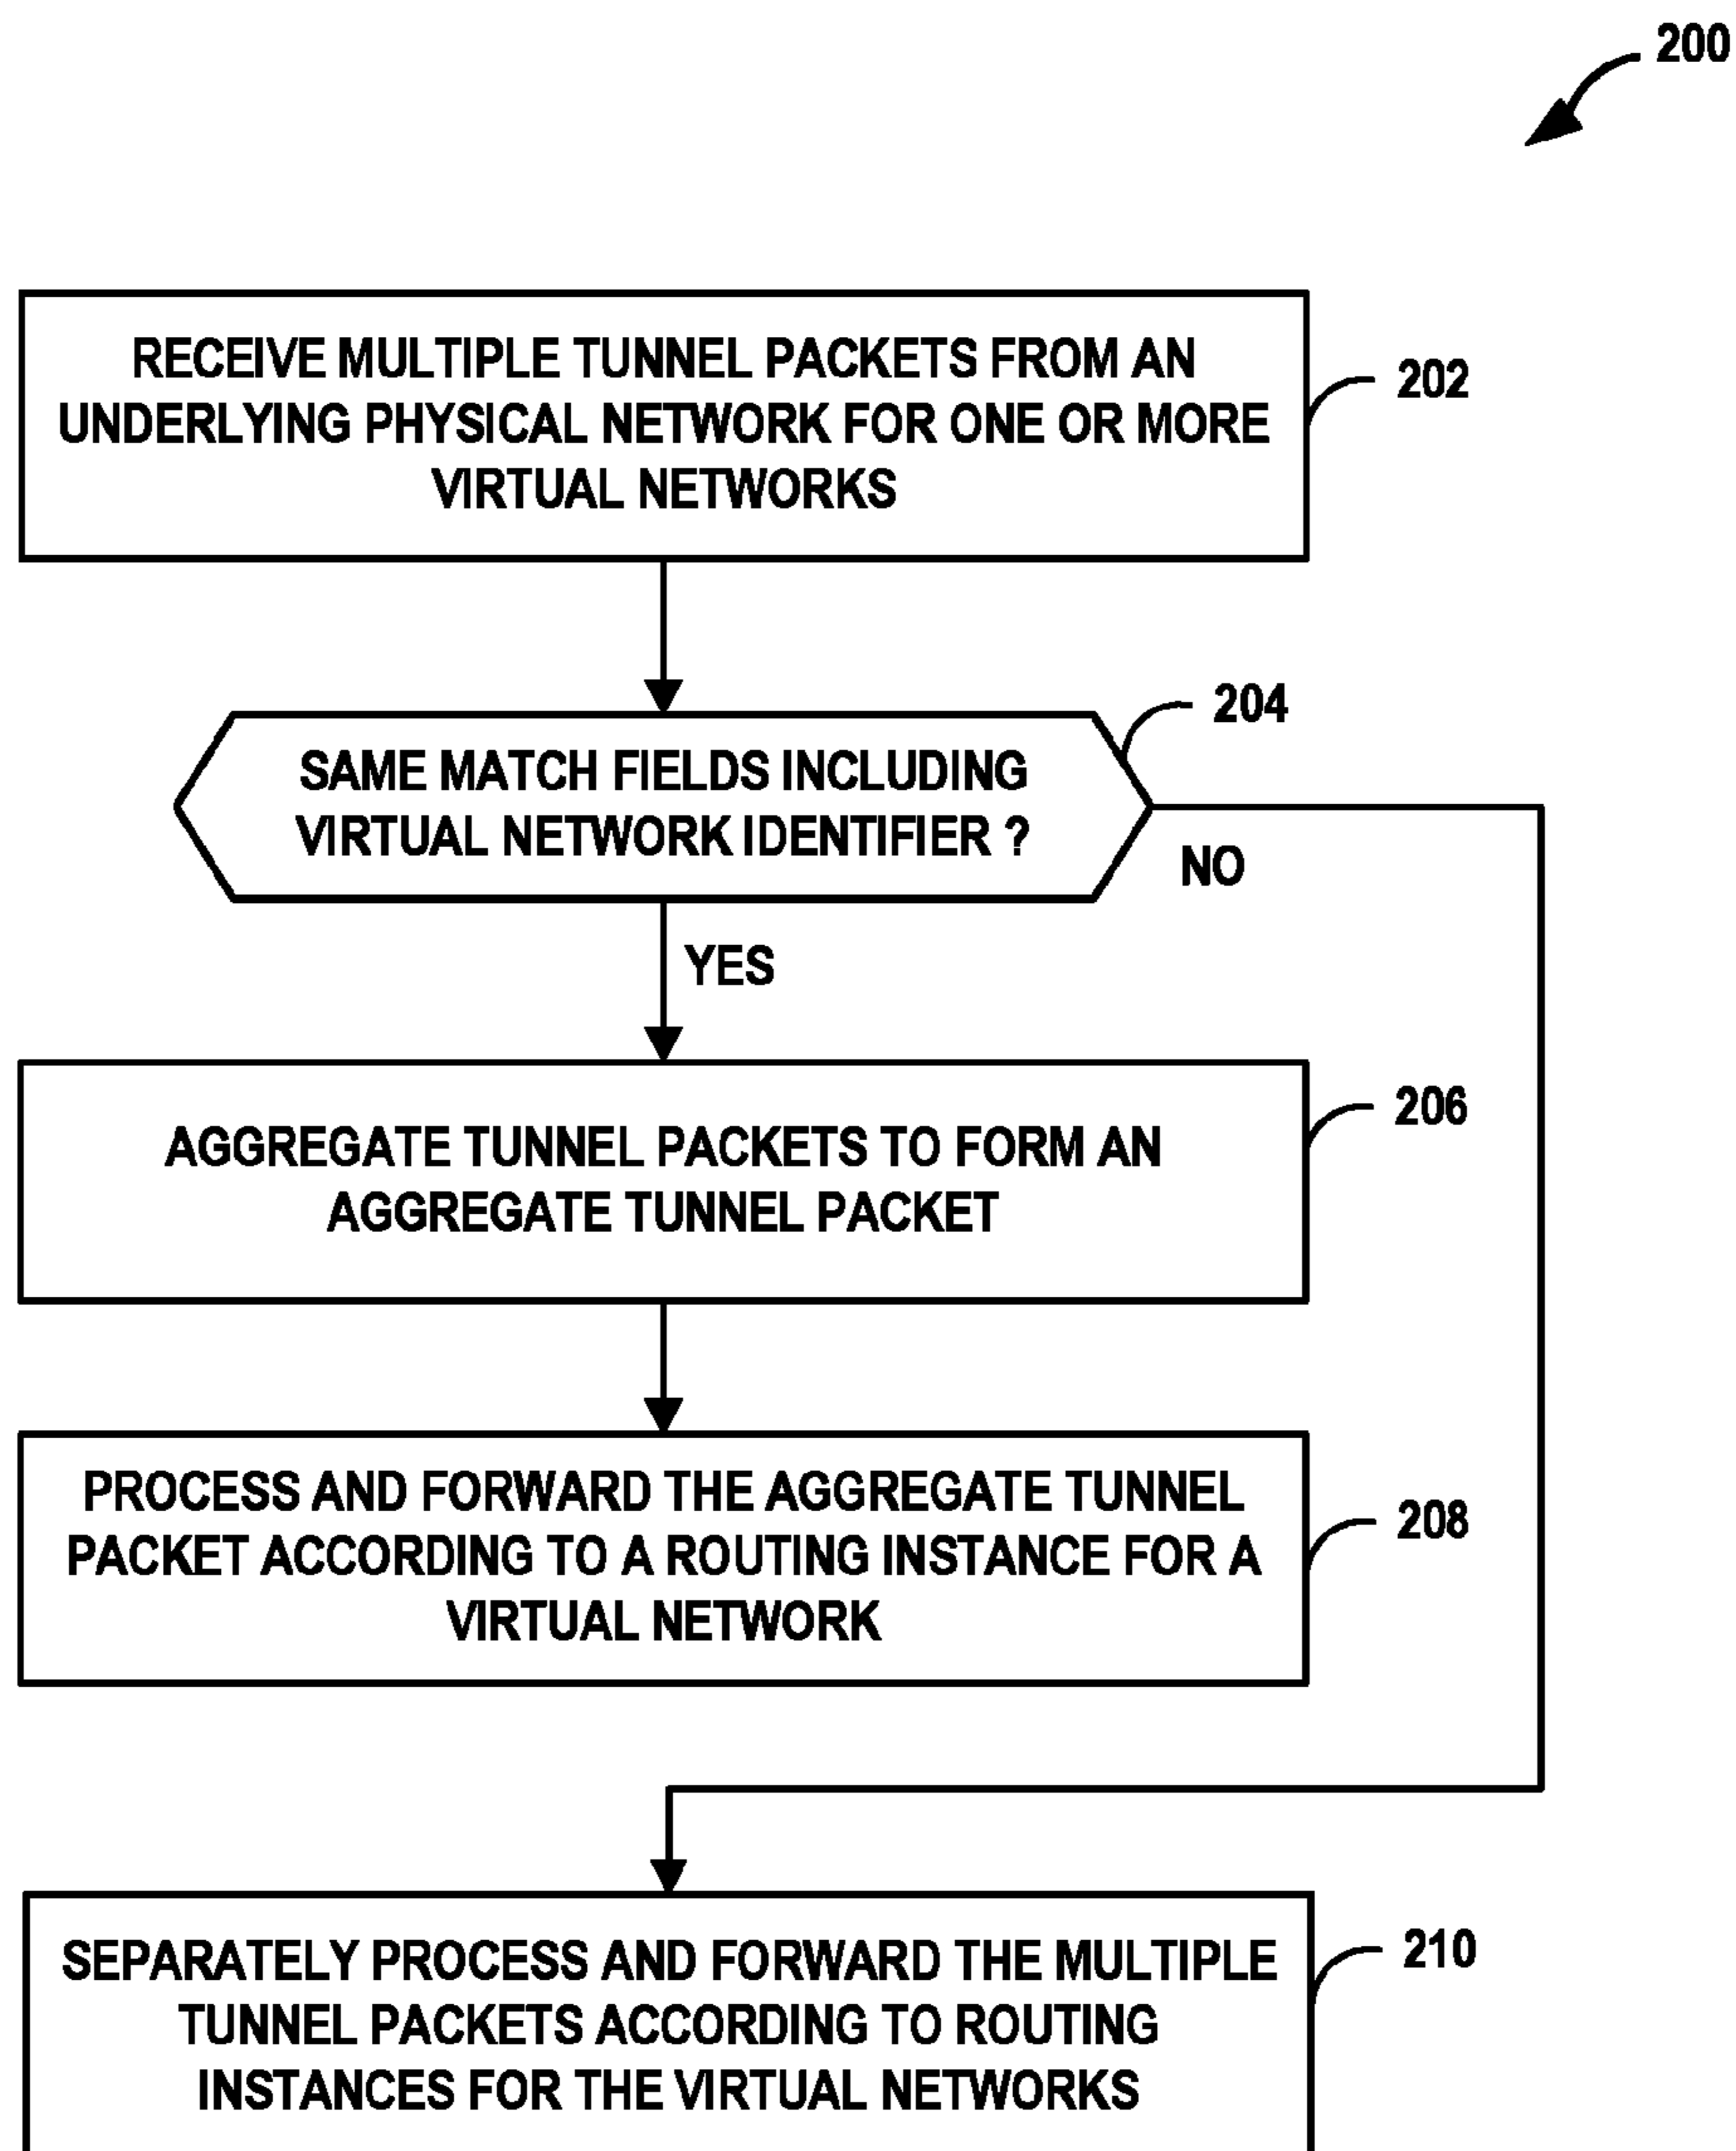 200
RECEIVE MULTIPLE TUNNEL PACKETS FROM AN
UNDERLYING PHYSICAL NETWORK FOR ONE OR MORE
VIRTUAL NETWORKS
202
204
SAME MATCH FIELDS INCLUDING
VIRTUAL NETWORK IDENTIFIER ?
NO
YES
206
AGGREGATE TUNNEL PACKETS TO FORM AN
AGGREGATE TUNNEL PACKET
PROCESS AND FORWARD THE AGGREGATE TUNNEL
PACKET ACCORDING TO A ROUTING INSTANCE FOR A
VIRTUAL NETWORK
208
SEPARATELY PROCESS AND FORWARD THE MULTIPLE
TUNNEL PACKETS ACCORDING TO ROUTING
INSTANCES FOR THE VIRTUAL NETWORKS
210